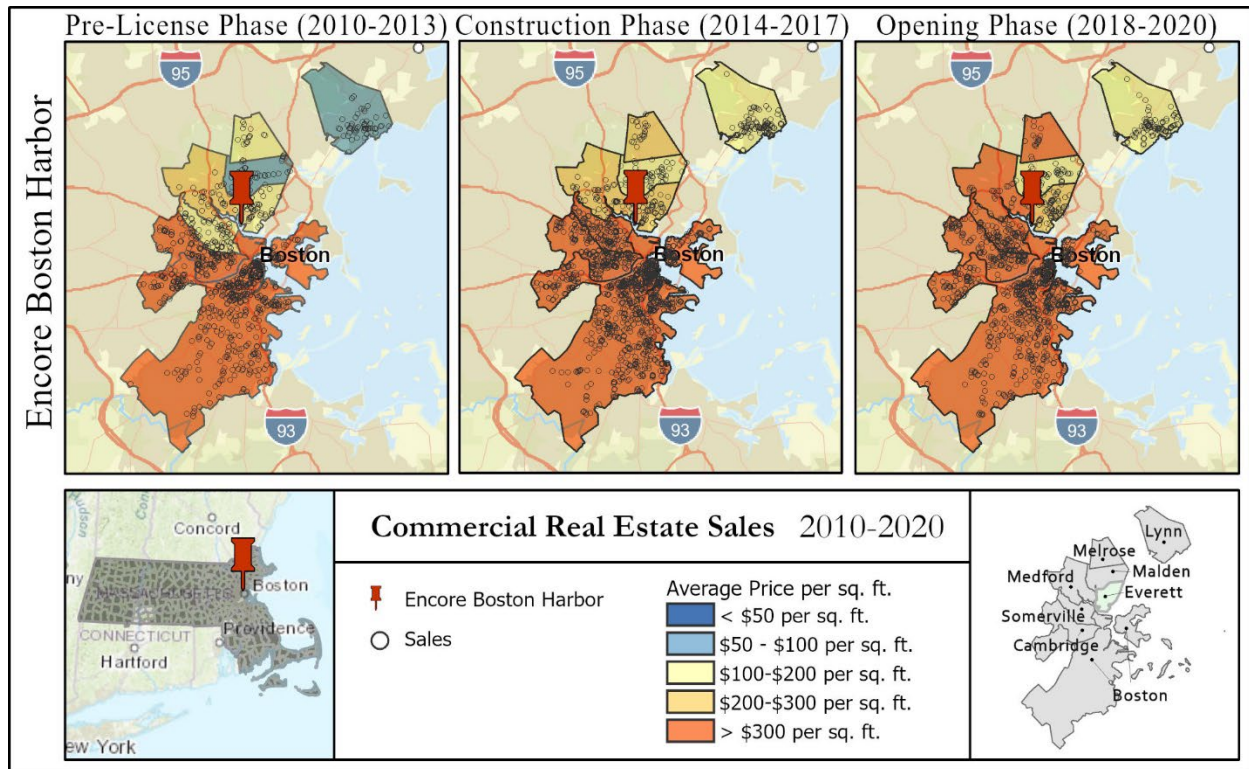 Pre-License Phase (2010-2013)
Construction Phase (2014-2017)
Opening Phase (2018-2020)
Encore Boston Harbor
95
Boston
93
95
Boston
93
95
Boston
93
Concord
Boston
MASSACHUSETTS
Providence
CONNECTICUT
Hartford
ew York
Commercial Real Estate Sales 2010-2020
Encore Boston Harbor
Sales
Average Price per sq. ft.
< $50 per sq. ft.
$50 - $100 per sq. ft.
$100-$200 per sq. ft.
$200-$300 per sq. ft.
> $300 per sq. ft.
Lynn
Melrose
Malden
Medford
Everett
Somerville
Cambridge
Boston